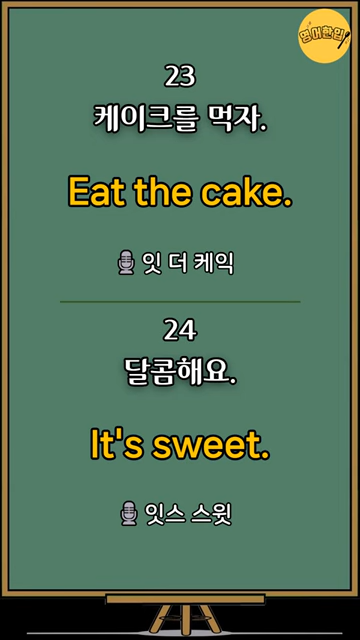 영어한입
23
케이크를 먹자.
Eat the cake.
잇 더 케익
24
달콤해요.
It's sweet.
잇스 스윗